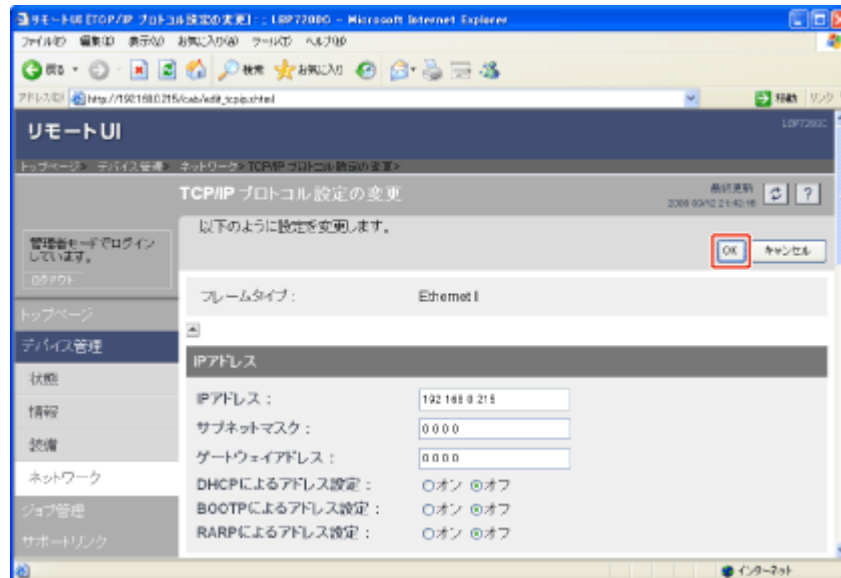 リモートUI [TCP/IP プロトコル設定の変更] : : LBP7200C - Microsoft Internet Explorer
ファイル(F) 編集(E) 表示(V) お気に入り(A) ツール(T) ヘルプ(H)
戻る 検索 お気に入り
アドレス(D) http://192.168.0.215/cab/edit_tcpip.shtml 移動 リンク
リモートUI
LBP7200C
トップページ> デバイス管理> ネットワーク> TCP/IP プロトコル設定の変更>
TCP/IP プロトコル設定の変更
最終更新
?
以下のように設定を変更します。
OK キャンセル
管理者モードでログイン
しています。
ログアウト
フレームタイプ : Ethernet II
トップページ
デバイス管理
状態
情報
装備
ネットワーク
ジョブ管理
サポートリンク
IPアドレス
IPアドレス : 192.168.0.215
サブネットマスク : 0.0.0.0
ゲートウェイアドレス : 0.0.0.0
DHCPによるアドレス設定 : オン オフ
BOOTPによるアドレス設定 : オン オフ
RARPによるアドレス設定 : オン オフ
インターネット